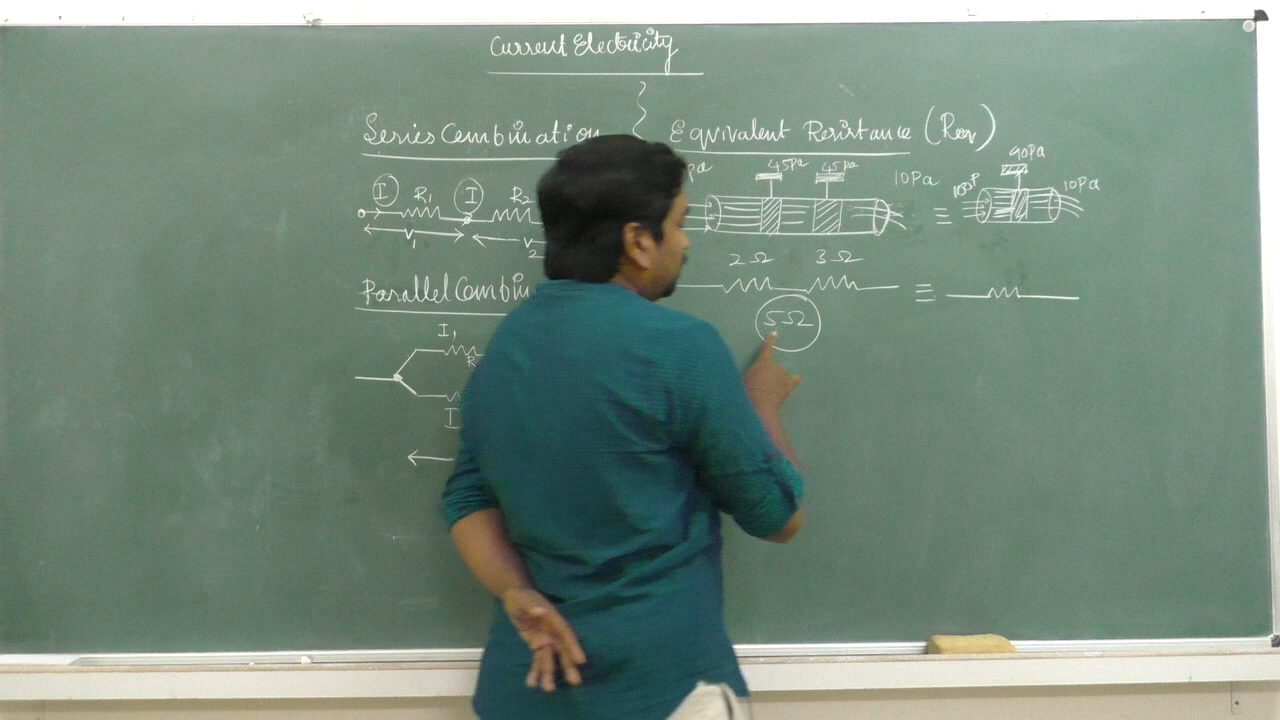 Current Electricity
Series Combination
Equivalent Resistance (Req)
45Pa 45Pa 10Pa
90Pa
10Pa
I R1 I R2
V1 V2
≡
2Ω 3Ω
≡
5Ω
Parallel Combin
I1
R
I